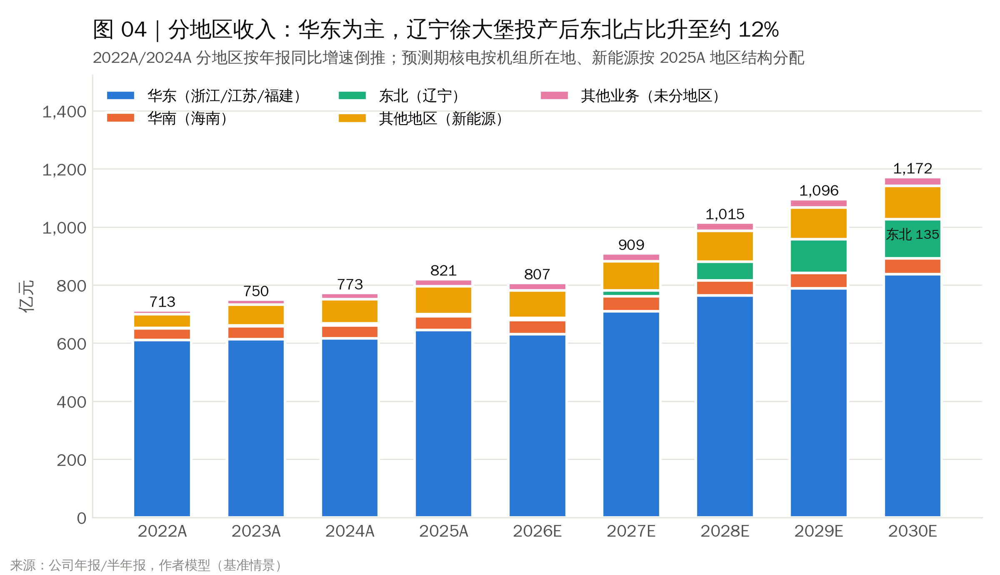 图 04｜分地区收入：华东为主，辽宁徐大堡投产后东北占比升至约 12%
2022A/2024A 分地区按年报同比增速倒推；预测期核电按机组所在地、新能源按 2025A 地区结构分配
华东（浙江/江苏/福建）
东北（辽宁）
其他业务（未分地区）
华南（海南）
其他地区（新能源）
亿元
1,400
1,200
1,000
800
600
400
200
0
713
750
773
821
807
909
1,015
1,096
1,172
东北 135
2022A
2023A
2024A
2025A
2026E
2027E
2028E
2029E
2030E
来源：公司年报/半年报，作者模型（基准情景）